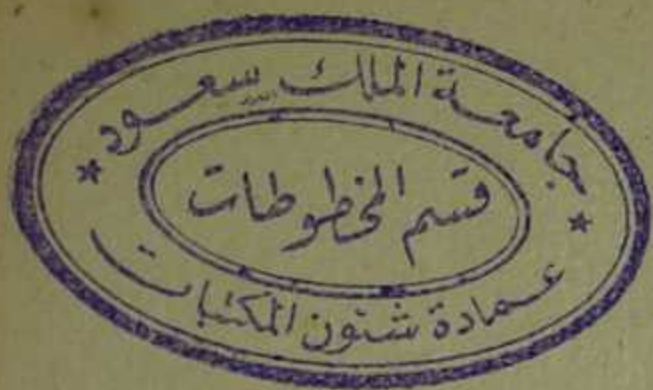 جامعة الملك سعود
قسم المخطوطات
عمادة شئون المكتبات